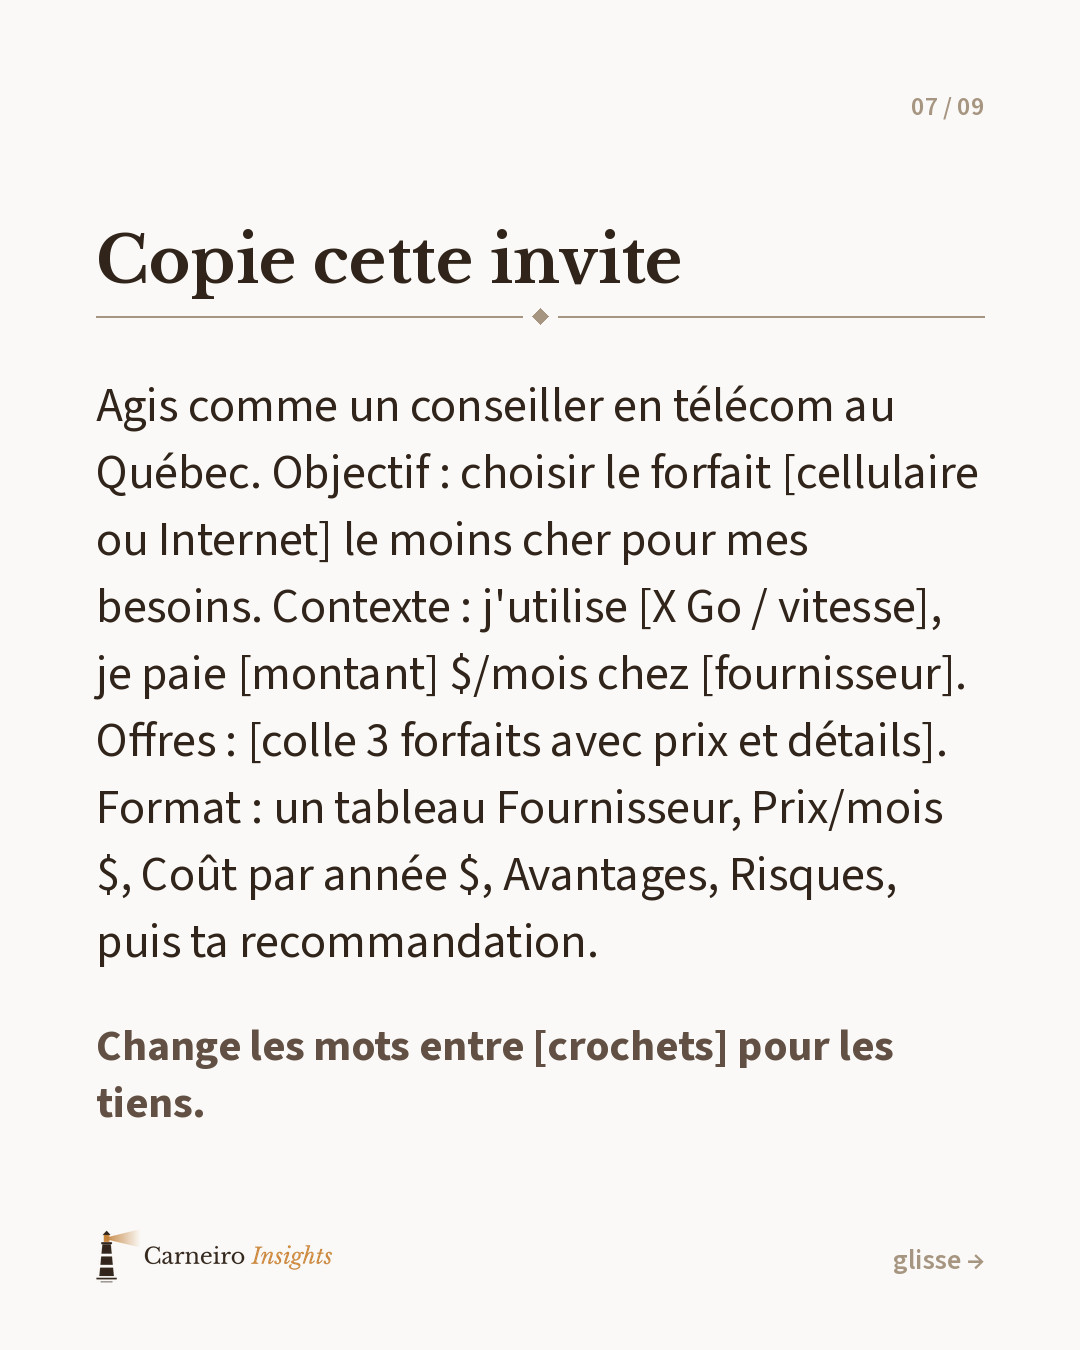 07 / 09
Copie cette invite
Agis comme un conseiller en télécom au
Québec. Objectif : choisir le forfait [cellulaire
ou Internet] le moins cher pour mes
besoins. Contexte : j'utilise [X Go / vitesse],
je paie [montant] $/mois chez [fournisseur].
Offres : [colle 3 forfaits avec prix et détails].
Format : un tableau Fournisseur, Prix/mois
$, Coût par année $, Avantages, Risques,
puis ta recommandation.
Change les mots entre [crochets] pour les
tiens.
Carneiro Insights
glisse →